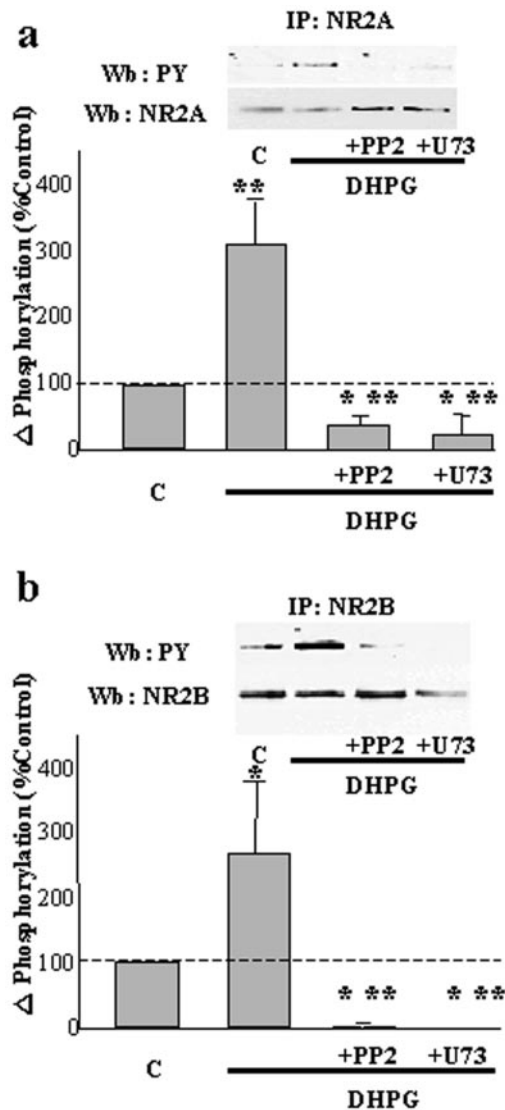 a
IP: NR2A
Wb: PY
Wb: NR2A
C +PP2 +U73
DHPG
△ Phosphorylation (%Control)
400
300
200
100
0
**
* ** * **
C +PP2 +U73
DHPG
b
IP: NR2B
Wb: PY
Wb: NR2B
C +PP2 +U73
DHPG
△ Phosphorylation (%Control)
400
300
200
100
0
*
* ** * **
C +PP2 +U73
DHPG